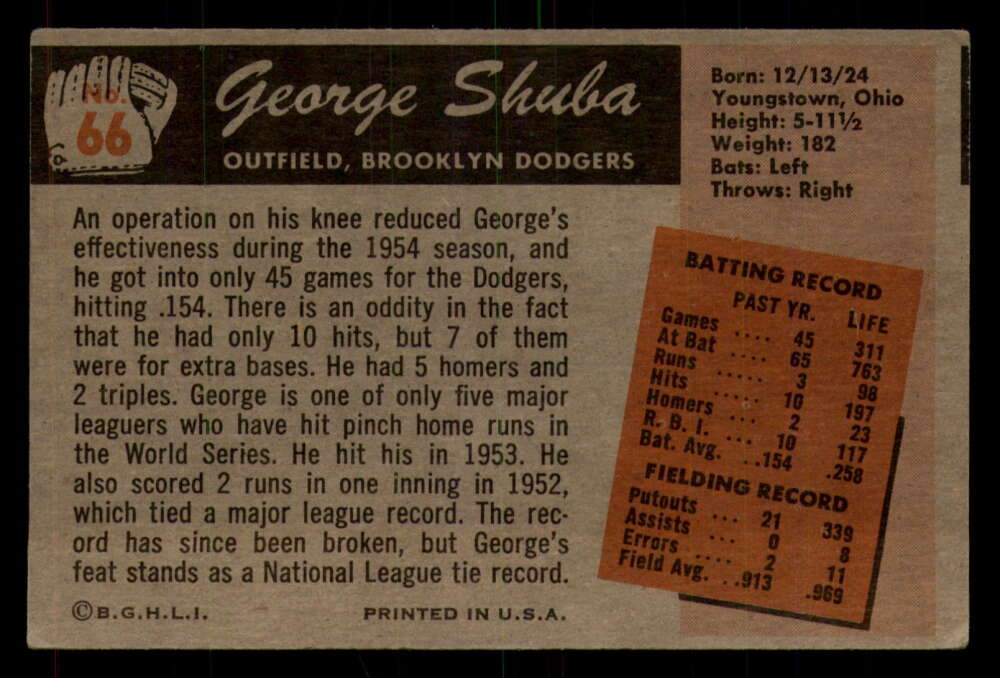 No.
66
George Shuba
OUTFIELD, BROOKLYN DODGERS
Born: 12/13/24
Youngstown, Ohio
Height: 5-11½
Weight: 182
Bats: Left
Throws: Right
An operation on his knee reduced George's
effectiveness during the 1954 season, and
he got into only 45 games for the Dodgers,
hitting .154. There is an oddity in the fact
that he had only 10 hits, but 7 of them
were for extra bases. He had 5 homers and
2 triples. George is one of only five major
leaguers who have hit pinch home runs in
the World Series. He hit his in 1953. He
also scored 2 runs in one inning in 1952,
which tied a major league record. The rec-
ord has since been broken, but George's
feat stands as a National League tie record.
©B.G.H.L.I. PRINTED IN U.S.A.
BATTING RECORD
PAST YR. LIFE
Games .... 45 311
At Bat .... 65 763
Runs ..... 3 98
Hits ..... 10 197
Homers ... 2 23
R. B. I. ... 10 117
Bat. Avg. ..154 .258
FIELDING RECORD
Putouts ... 21 339
Assists ... 0 8
Errors .... 2 11
Field Avg. ..913 .969